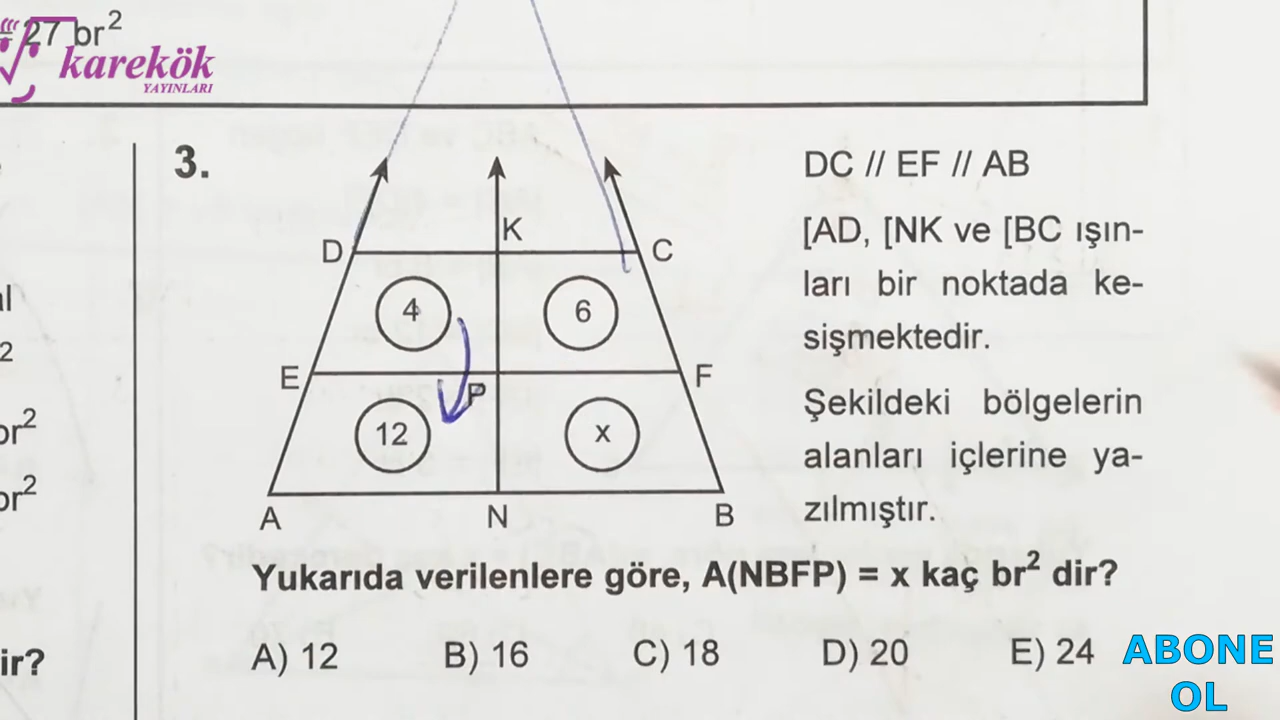 = 27 br²
karekök
YAYINLARI
3.
DC // EF // AB
[AD, [NK ve [BC ışın-
ları bir noktada ke-
sişmektedir.
Şekildeki bölgelerin
alanları içlerine ya-
zılmıştır.
K
D
C
4
6
E
P
F
12
x
A
N
B
Yukarıda verilenlere göre, A(NBFP) = x kaç br² dir?
A) 12
B) 16
C) 18
D) 20
E) 24
2
br²
br²
ir?
ABONE
OL